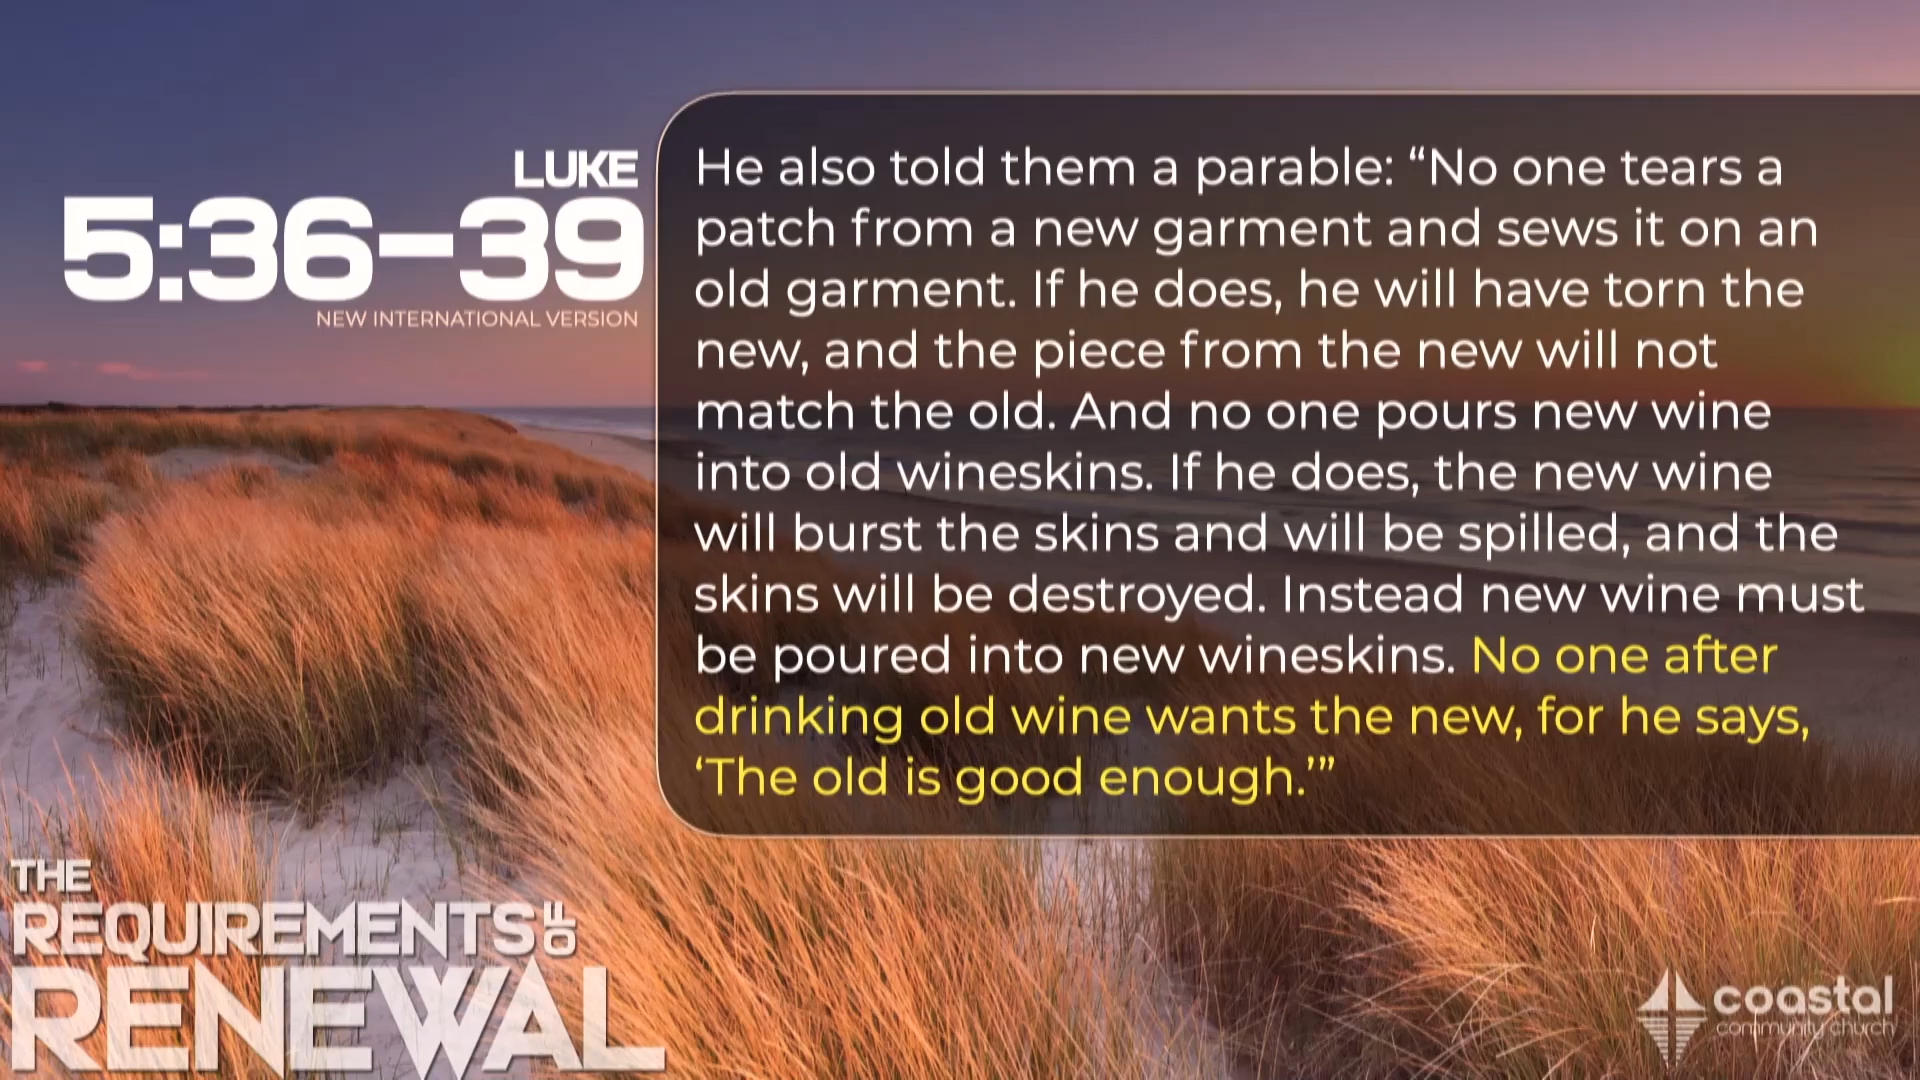 LUKE
5:36–39
NEW INTERNATIONAL VERSION
He also told them a parable: “No one tears a
patch from a new garment and sews it on an
old garment. If he does, he will have torn the
new, and the piece from the new will not
match the old. And no one pours new wine
into old wineskins. If he does, the new wine
will burst the skins and will be spilled, and the
skins will be destroyed. Instead new wine must
be poured into new wineskins. No one after
drinking old wine wants the new, for he says,
‘The old is good enough.’”
THE
REQUIREMENTS OF
RENEWAL
coastal
community church